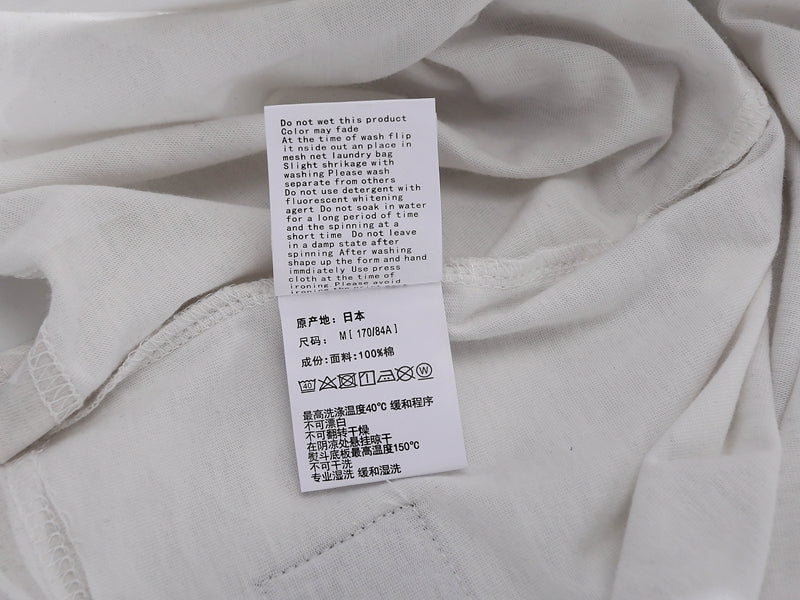 Do not wet this product
Color may fade
At the time of wash flip
it nside out an place in
mesh net laundry bag
Slight shrikage with
washing Please wash
separate from others
Do not use detergent with
fluorescent whitening
agert Do not soak in water
for a long period of time
and the spinning at a
short time Do not leave
in a damp state after
spinning After washing
shape up the form and hand
immdiately Use press
cloth at the time of
ironing Please avoid
ironing the print
原产地：日本
尺码： M[ 170/84A]
成份:面料:100%棉
40 W
最高洗涤温度40℃ 缓和程序
不可漂白
不可翻转干燥
在阴凉处悬挂晾干
熨斗底板最高温度150℃
不可干洗
专业湿洗 缓和湿洗